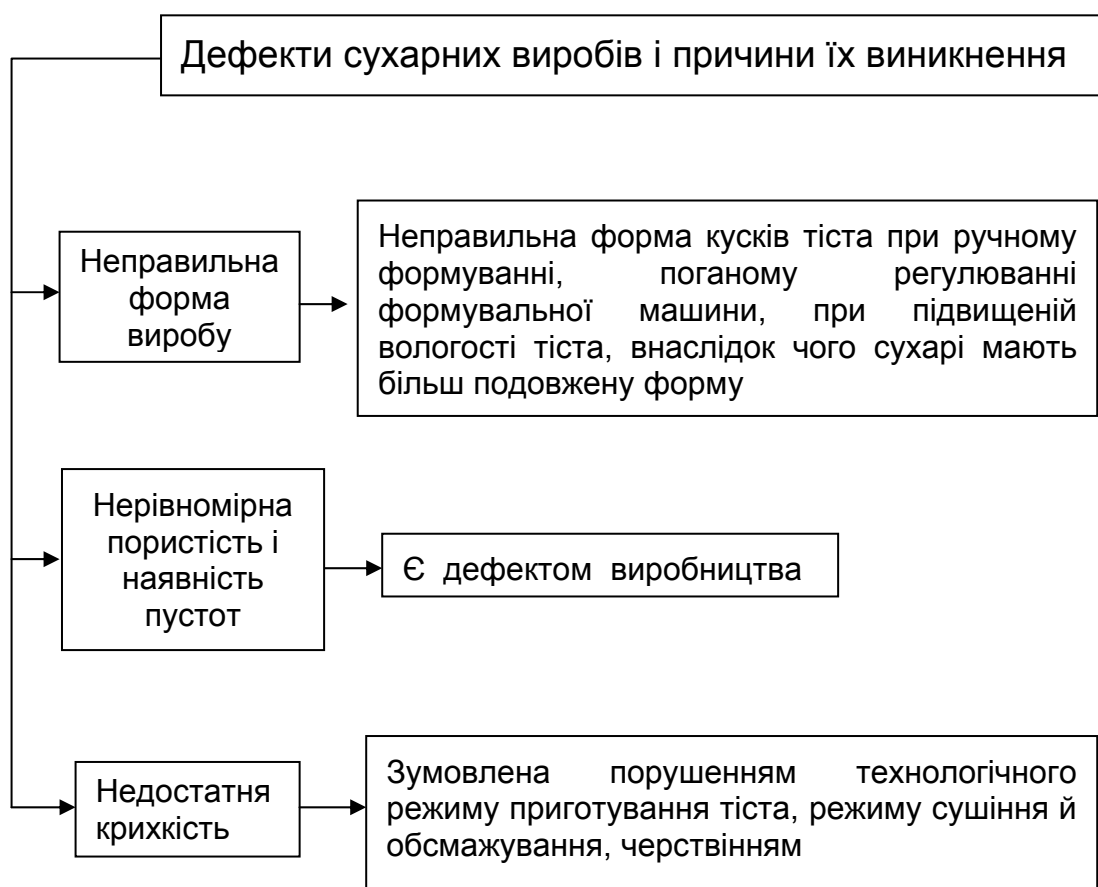 Дефекти сухарних виробів і причини їх виникнення
Неправильна
форма
виробу
Неправильна форма кусків тіста при ручному
формуванні, поганому регулюванні
формувальної машини, при підвищеній
вологості тіста, внаслідок чого сухарі мають
більш подовжену форму
Нерівномірна
пористість і
наявність
пустот
Є дефектом виробництва
Недостатня
крихкість
Зумовлена порушенням технологічного
режиму приготування тіста, режиму сушіння й
обсмажування, черствінням